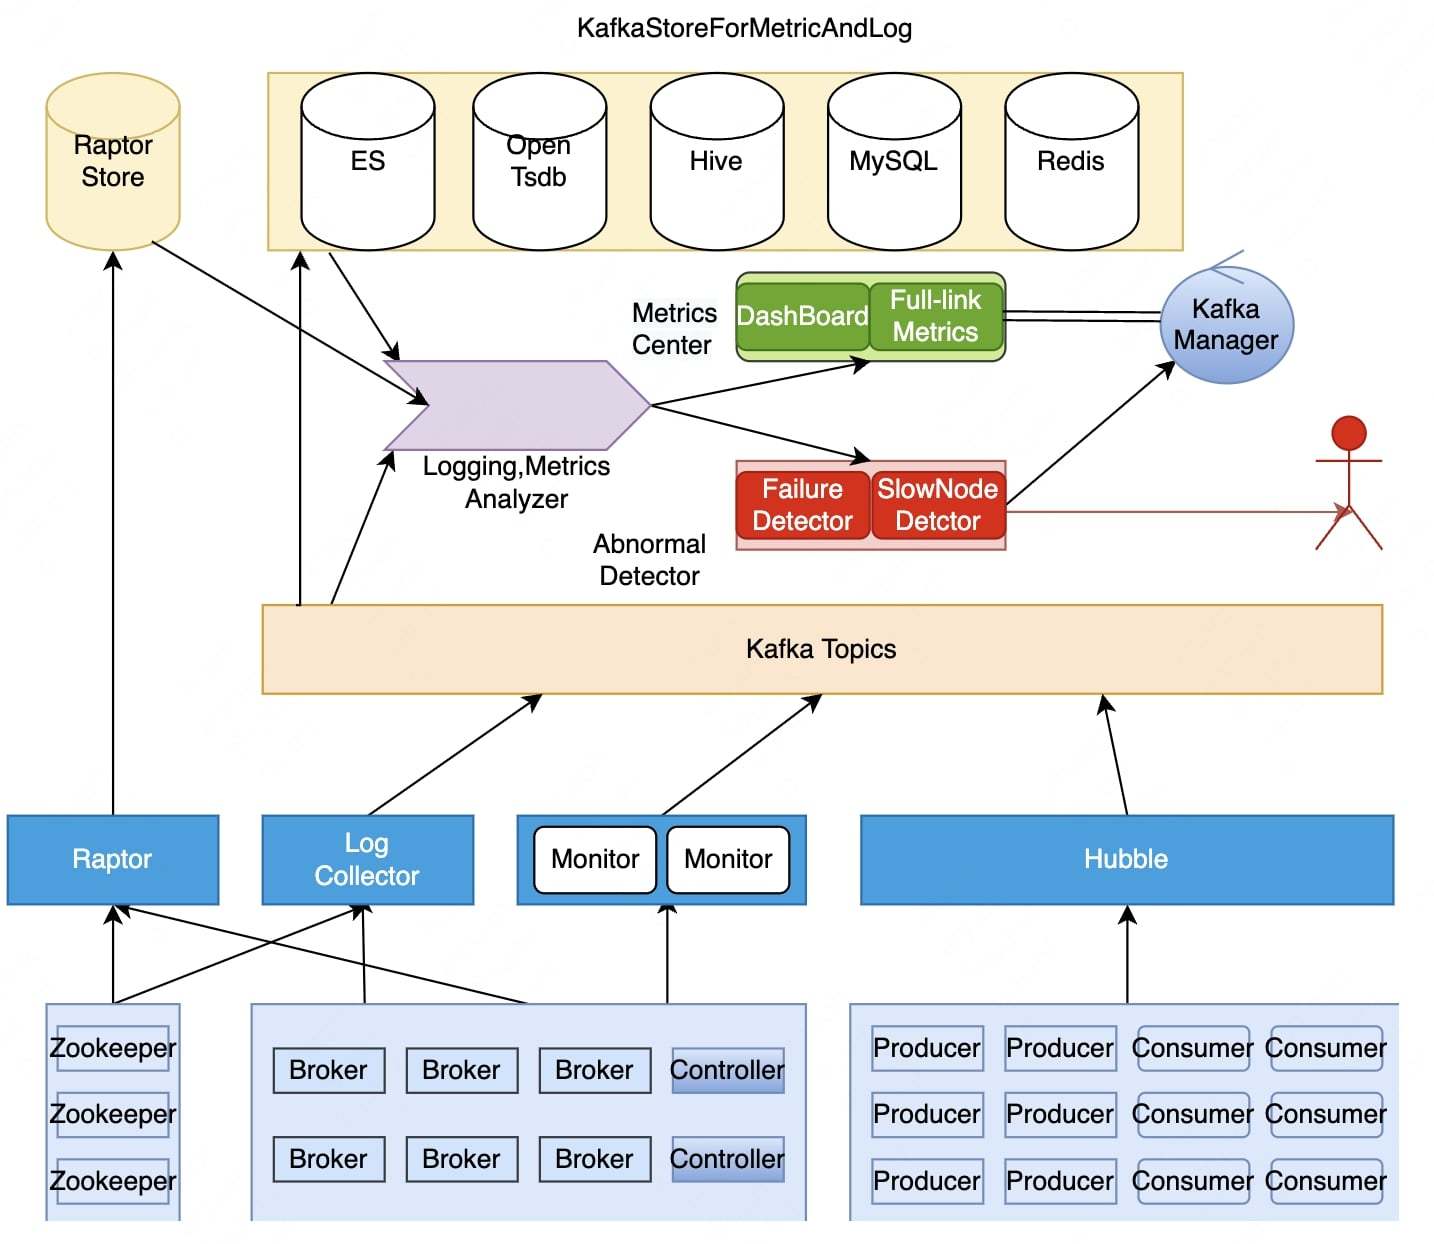 KafkaStoreForMetricAndLog
Raptor
Store
ES
Open
Tsdb
Hive
MySQL
Redis
Metrics
Center
DashBoard
Full-link
Metrics
Kafka
Manager
Logging,Metrics
Analyzer
Failure
Detector
SlowNode
Detctor
Abnormal
Detector
Kafka Topics
Raptor
Log
Collector
Monitor
Monitor
Hubble
Zookeeper
Zookeeper
Zookeeper
Broker
Broker
Broker
Controller
Broker
Broker
Broker
Controller
Producer
Producer
Consumer
Consumer
Producer
Producer
Consumer
Consumer
Producer
Producer
Consumer
Consumer